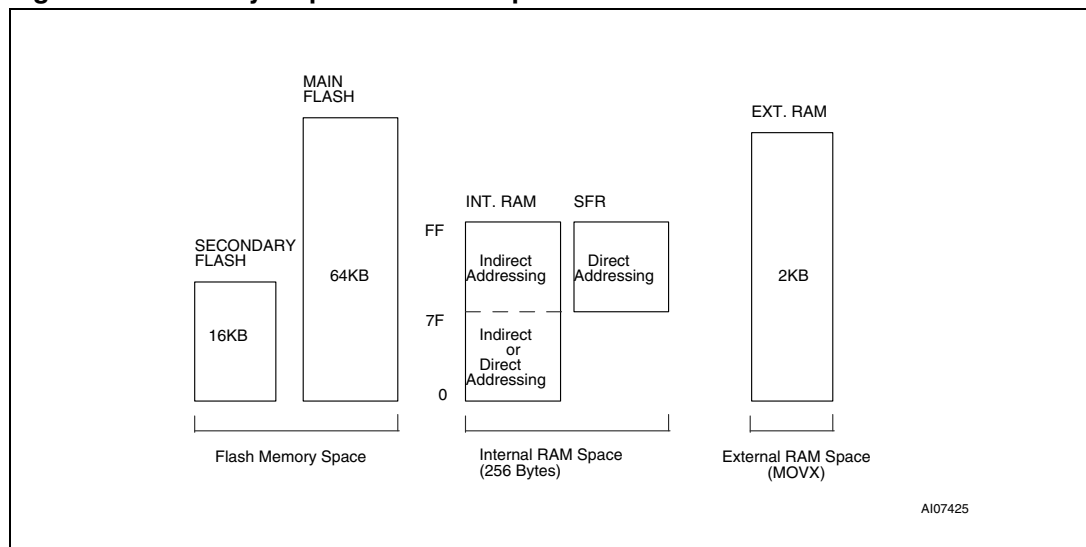 MAIN
FLASH
EXT. RAM
INT. RAM
SFR
FF
SECONDARY
FLASH
Indirect
Addressing
Direct
Addressing
64KB
2KB
7F
16KB
Indirect
or
Direct
Addressing
0
Flash Memory Space
Internal RAM Space
(256 Bytes)
External RAM Space
(MOVX)
AI07425